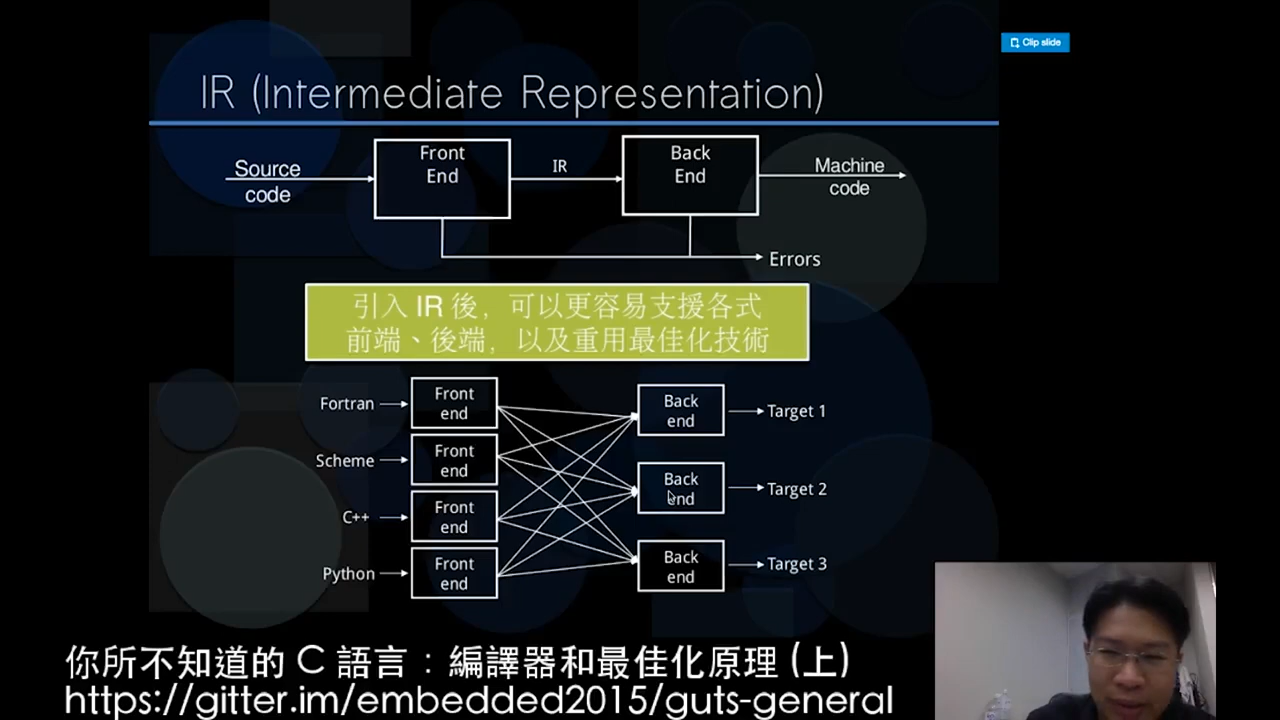 Clip slide
IR (Intermediate Representation)
Source
code
Front
End
IR
Back
End
Machine
code
Errors
引入 IR 後，可以更容易支援各式
前端、後端，以及重用最佳化技術
Fortran
Front
end
Back
end
Target 1
Scheme
Front
end
Back
end
Target 2
C++
Front
end
Python
Front
end
Back
end
Target 3
你所不知道的 C 語言：編譯器和最佳化原理 (上)
https://gitter.im/embedded2015/guts-general